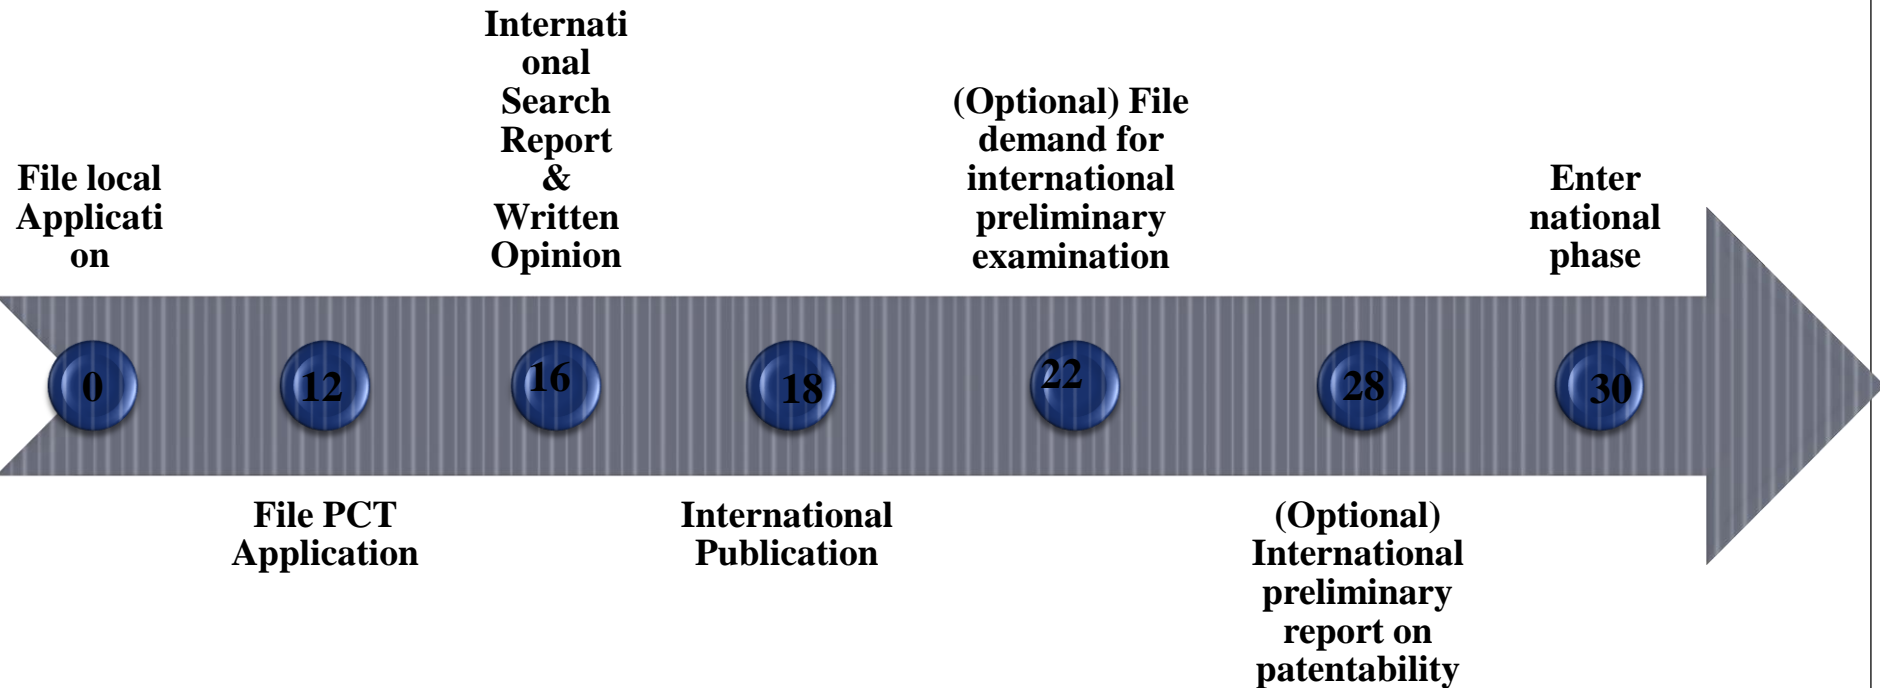 File local
Applicati
on
Internati
onal
Search
Report
&
Written
Opinion
(Optional) File
demand for
international
preliminary
examination
Enter
national
phase
0
12
16
18
22
28
30
File PCT
Application
International
Publication
(Optional)
International
preliminary
report on
patentability